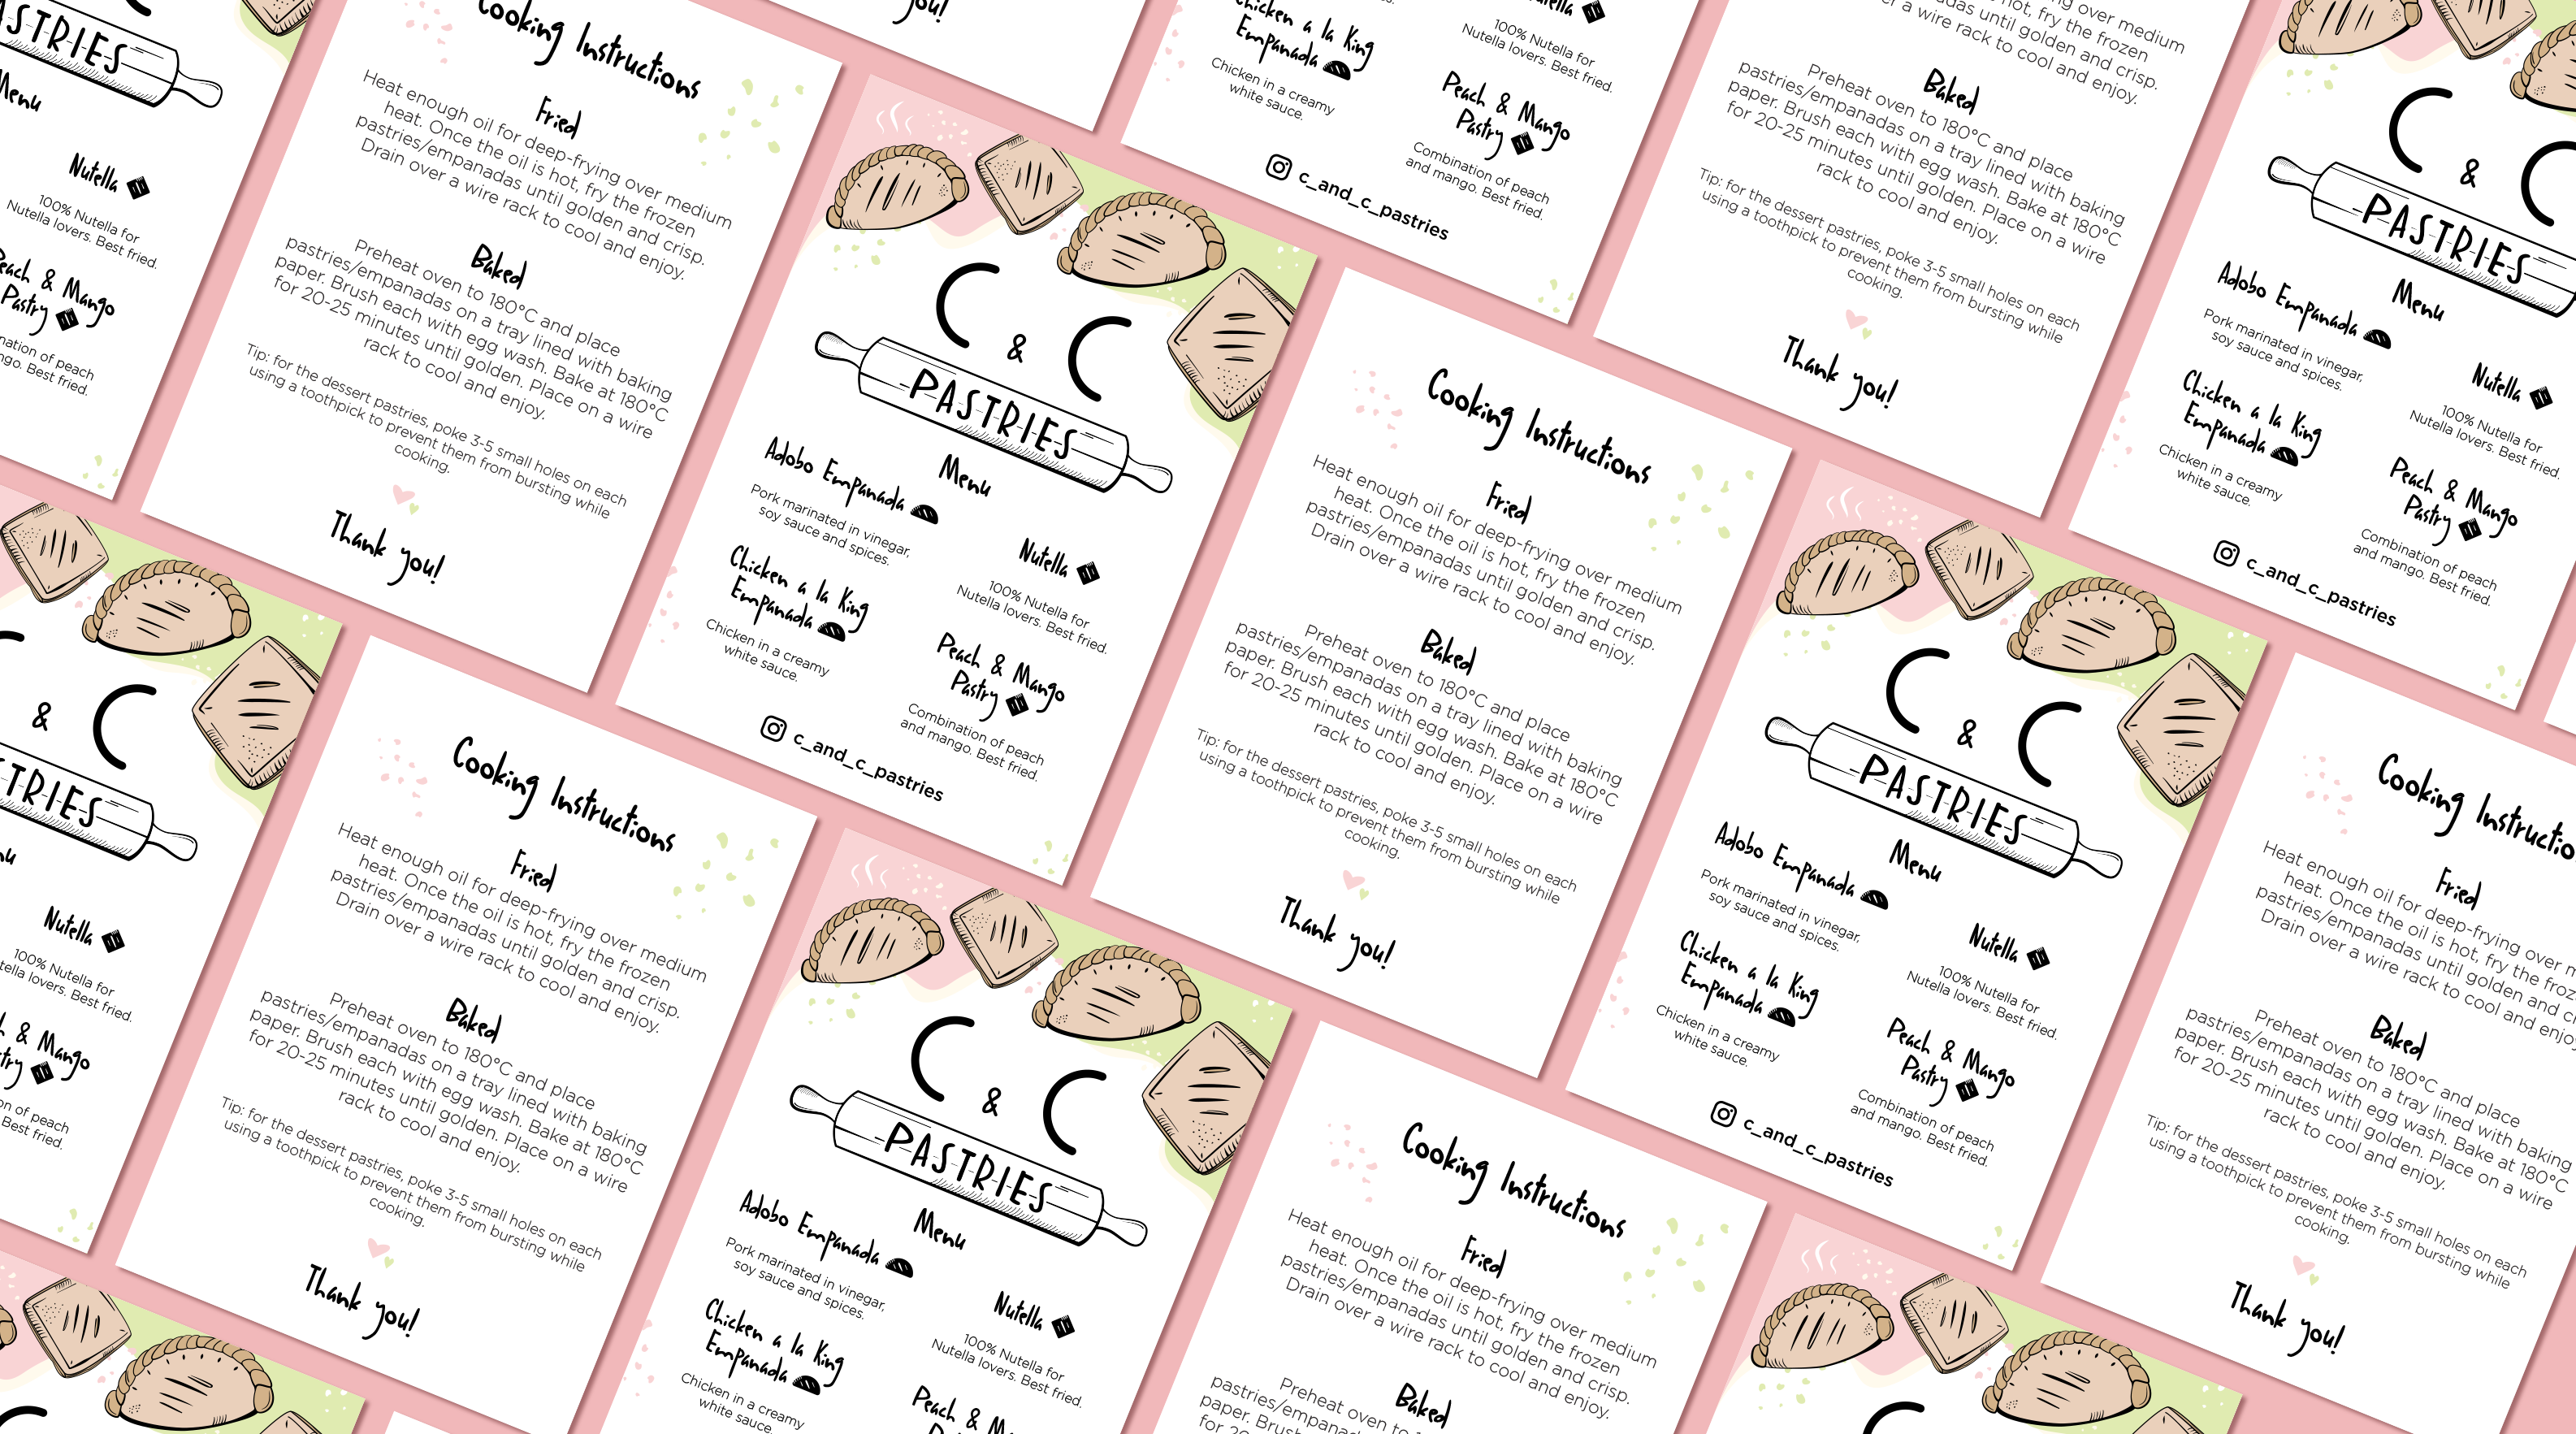 C & C
PASTRIES
Menu
Adobo Empanada
Pork marinated in vinegar,
soy sauce and spices.
Chicken a la King
Empanada
Chicken in a creamy
white sauce.
Nutella
100% Nutella for
Nutella lovers. Best fried.
Peach & Mango
Pastry
Combination of peach
and mango. Best fried.
c_and_c_pastries
Cooking Instructions
Fried
Heat enough oil for deep-frying over medium
heat. Once the oil is hot, fry the frozen
pastries/empanadas until golden and crisp.
Drain over a wire rack to cool and enjoy.
Baked
Preheat oven to 180°C and place
pastries/empanadas on a tray lined with baking
paper. Brush each with egg wash. Bake at 180°C
for 20-25 minutes until golden. Place on a wire
rack to cool and enjoy.
Tip: for the dessert pastries, poke 3-5 small holes on each
using a toothpick to prevent them from bursting while
cooking.
Thank you!